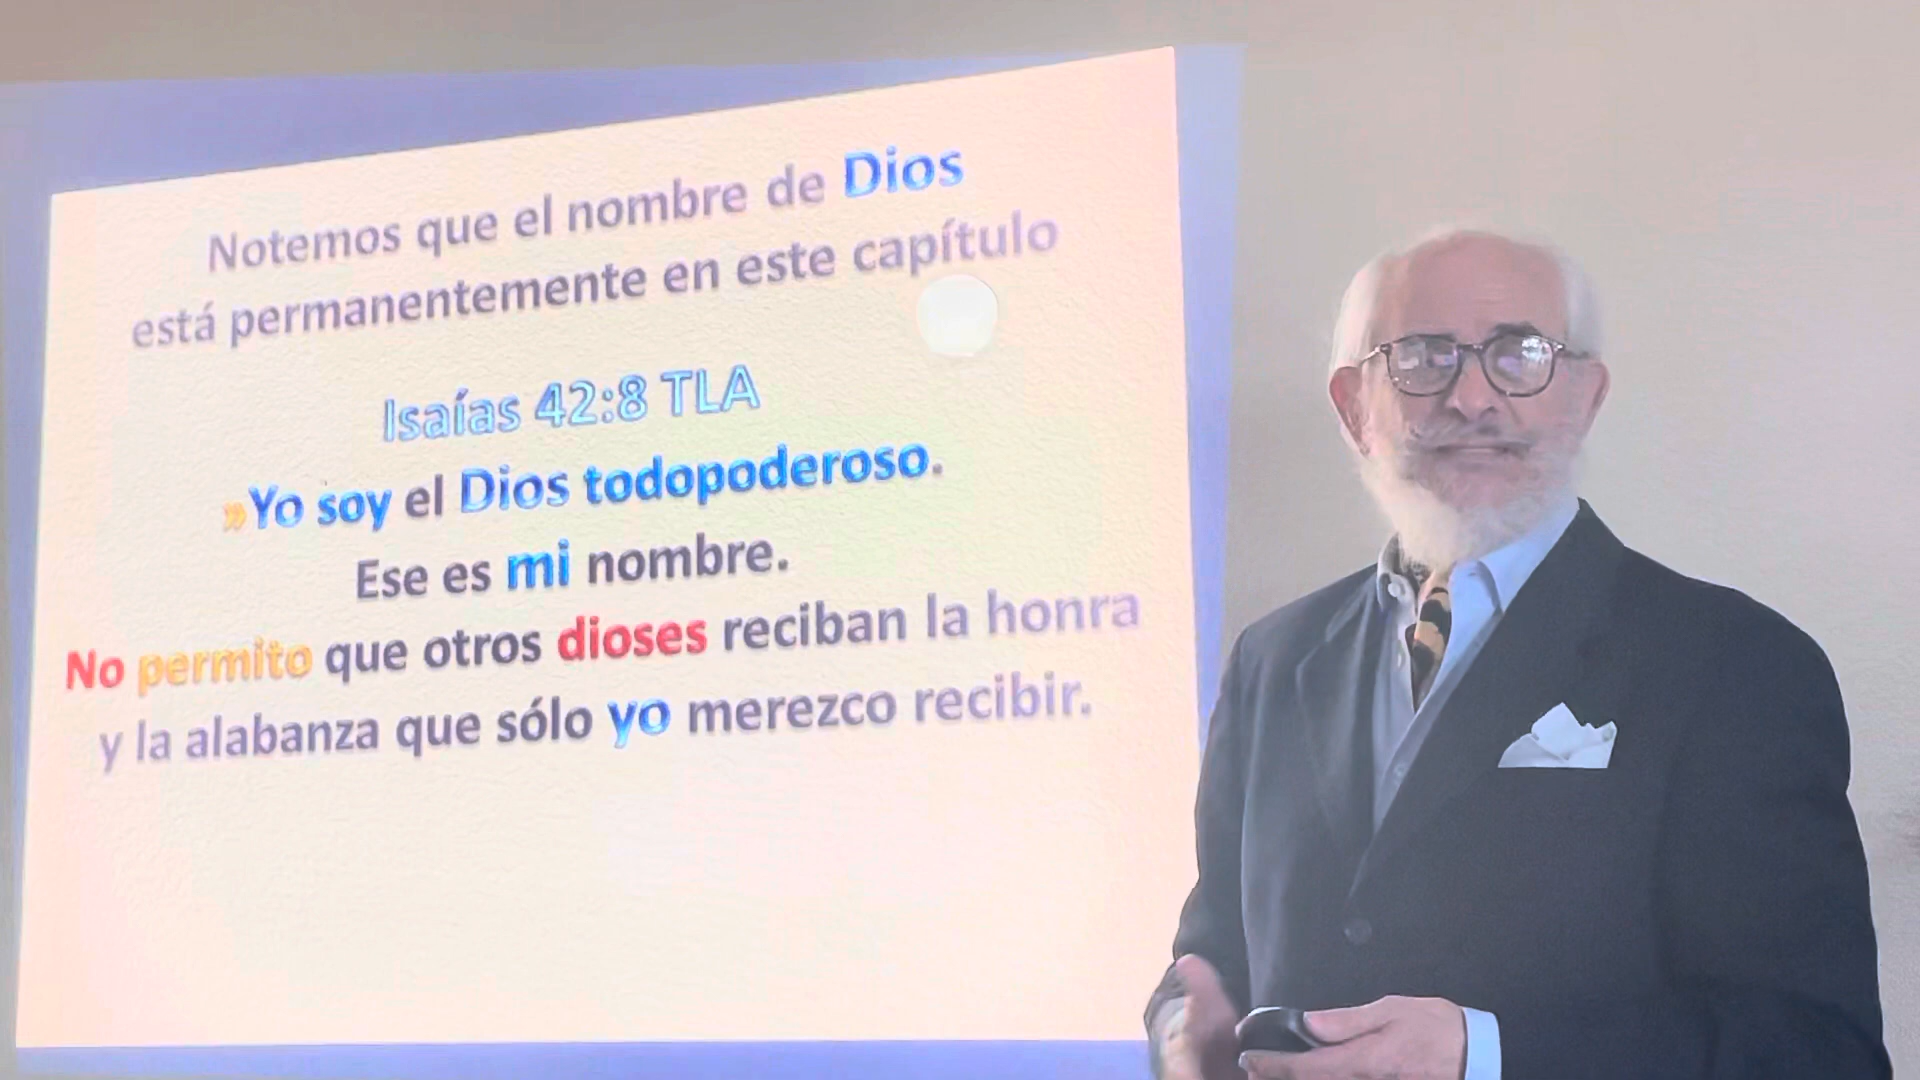 Notemos que el nombre de Dios
está permanentemente en este capítulo
Isaías 42:8 TLA
»Yo soy el Dios todopoderoso.
Ese es mi nombre.
No permito que otros dioses reciban la honra
y la alabanza que sólo yo merezco recibir.